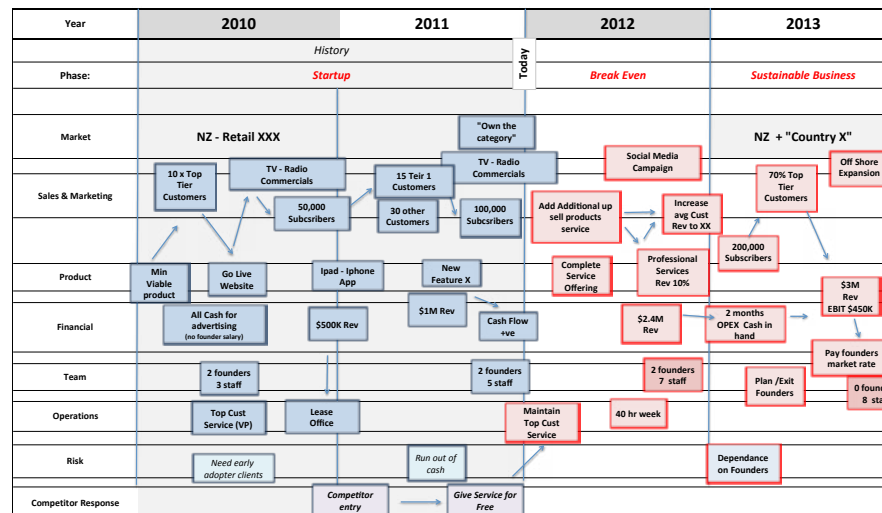 Year
2010
2011
2012
2013
History
Today
Phase:
Startup
Break Even
Sustainable Business
Market
NZ - Retail XXX
"Own the
category"
NZ + "Country X"
Sales & Marketing
10 x Top
Tier
Customers
TV - Radio
Commercials
50,000
Subcsribers
15 Teir 1
Customers
30 other
Customers
TV - Radio
Commercials
100,000
Subcsribers
Social Media
Campaign
Add Additional up
sell products
service
Increase
avg Cust
Rev to XX
70% Top
Tier
Customers
Off Shore
Expansion
200,000
Subscribers
Product
Min
Viable
product
Go Live
Website
Ipad - Iphone
App
New
Feature X
Complete
Service
Offering
Professional
Services
Rev 10%
$3M
Rev
EBIT $450K
Financial
All Cash for
advertising
(no founder salary)
$500K Rev
$1M Rev
Cash Flow
+ve
$2.4M
Rev
2 months
OPEX Cash in
hand
Pay founders
market rate
Team
2 founders
3 staff
2 founders
5 staff
2 founders
7 staff
Plan /Exit
Founders
0 found
8 sta
Operations
Top Cust
Service (VP)
Lease
Office
Maintain
Top Cust
Service
40 hr week
Risk
Need early
adopter clients
Run out of
cash
Dependance
on Founders
Competitor Response
Competitor
entry
Give Service for
Free